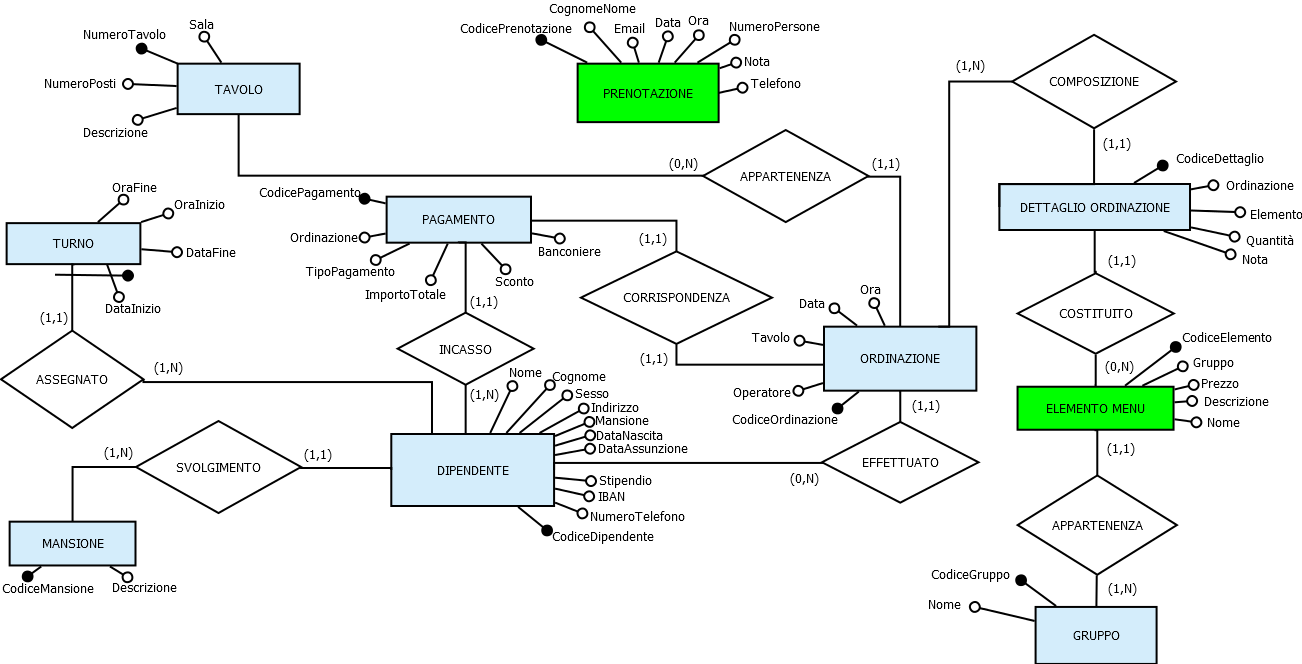 CognomeNome
CodicePrenotazione
Email
Data
Ora
NumeroPersone
Nota
Telefono
PRENOTAZIONE
NumeroTavolo
Sala
NumeroPosti
Descrizione
TAVOLO
(0,N)
APPARTENENZA
(1,1)
(1,N)
COMPOSIZIONE
(1,1)
CodiceDettaglio
Ordinazione
Elemento
Quantità
Nota
DETTAGLIO ORDINAZIONE
OraFine
OraInizio
DataFine
DataInizio
TURNO
CodicePagamento
Ordinazione
TipoPagamento
ImportoTotale
Sconto
Banconiere
PAGAMENTO
(1,1)
CORRISPONDENZA
(1,1)
(1,1)
INCASSO
(1,N)
Data
Ora
Tavolo
Operatore
CodiceOrdinazione
ORDINAZIONE
(1,1)
COSTITUITO
(0,N)
CodiceElemento
Gruppo
Prezzo
Descrizione
Nome
ELEMENTO MENU
(1,1)
ASSEGNATO
(1,N)
Nome
Cognome
Sesso
Indirizzo
Mansione
DataNascita
DataAssunzione
Stipendio
IBAN
NumeroTelefono
CodiceDipendente
DIPENDENTE
(1,1)
EFFETTUATO
(0,N)
(1,N)
SVOLGIMENTO
(1,1)
MANSIONE
CodiceMansione
Descrizione
(1,1)
APPARTENENZA
(1,N)
CodiceGruppo
Nome
GRUPPO